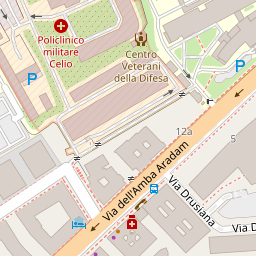 Policlinico
militare
Celio
Centro
Veterani
della Difesa
P
P
12a
5
Via dell'Amba Aradam
Via Drusiana
Via D